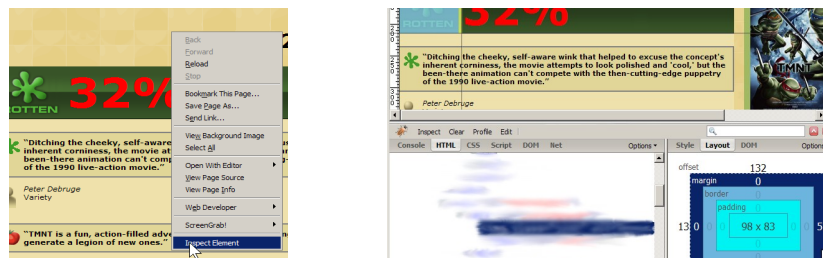 Back
Forward
Reload
Stop
Bookmark This Page...
Save Page As...
Send Link...
View Background Image
Select All
Open With Editor
View Page Source
View Page Info
Web Developer
ScreenGrab!
Inspect Element
32%
ROTTEN
"Ditching the cheeky, self-aware
inherent corniness, the movie at
been-there animation can't comp
of the 1990 live-action movie."
Peter Debruge
Variety
"TMNT is a fun, action-filled adve
generate a legion of new ones."
ROTTEN
32%
"Ditching the cheeky, self-aware wink that helped to excuse the concept's
inherent corniness, the movie attempts to look polished and 'cool,' but the
been-there animation can't compete with the then-cutting-edge puppetry
of the 1990 live-action movie."
Peter Debruge
TMNT
Inspect Clear Profile Edit
Console HTML CSS Script DOM Net Options
Style Layout DOM Options
offset 132
margin 0
border
padding
13 0 0 0 98 x 83 0 0 5